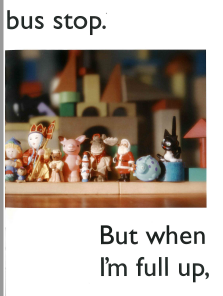 bus stop.
But when
I'm full up,